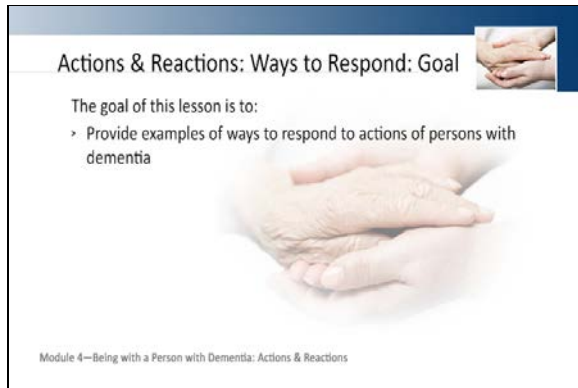 Actions & Reactions: Ways to Respond: Goal
The goal of this lesson is to:
› Provide examples of ways to respond to actions of persons with
dementia
Module 4—Being with a Person with Dementia: Actions & Reactions